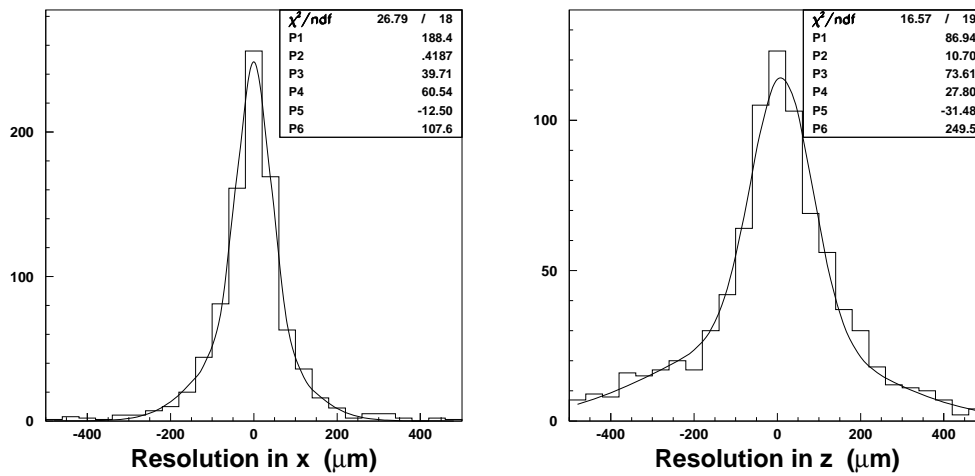 χ²/ndf 26.79 / 18
P1 188.4
P2 .4187
P3 39.71
P4 60.54
P5 -12.50
P6 107.6
200
100
0
-400 -200 0 200 400
Resolution in x (μm)
χ²/ndf 16.57 / 19
P1 86.94
P2 10.70
P3 73.61
P4 27.80
P5 -31.48
P6 249.5
100
50
0
-400 -200 0 200 400
Resolution in z (μm)